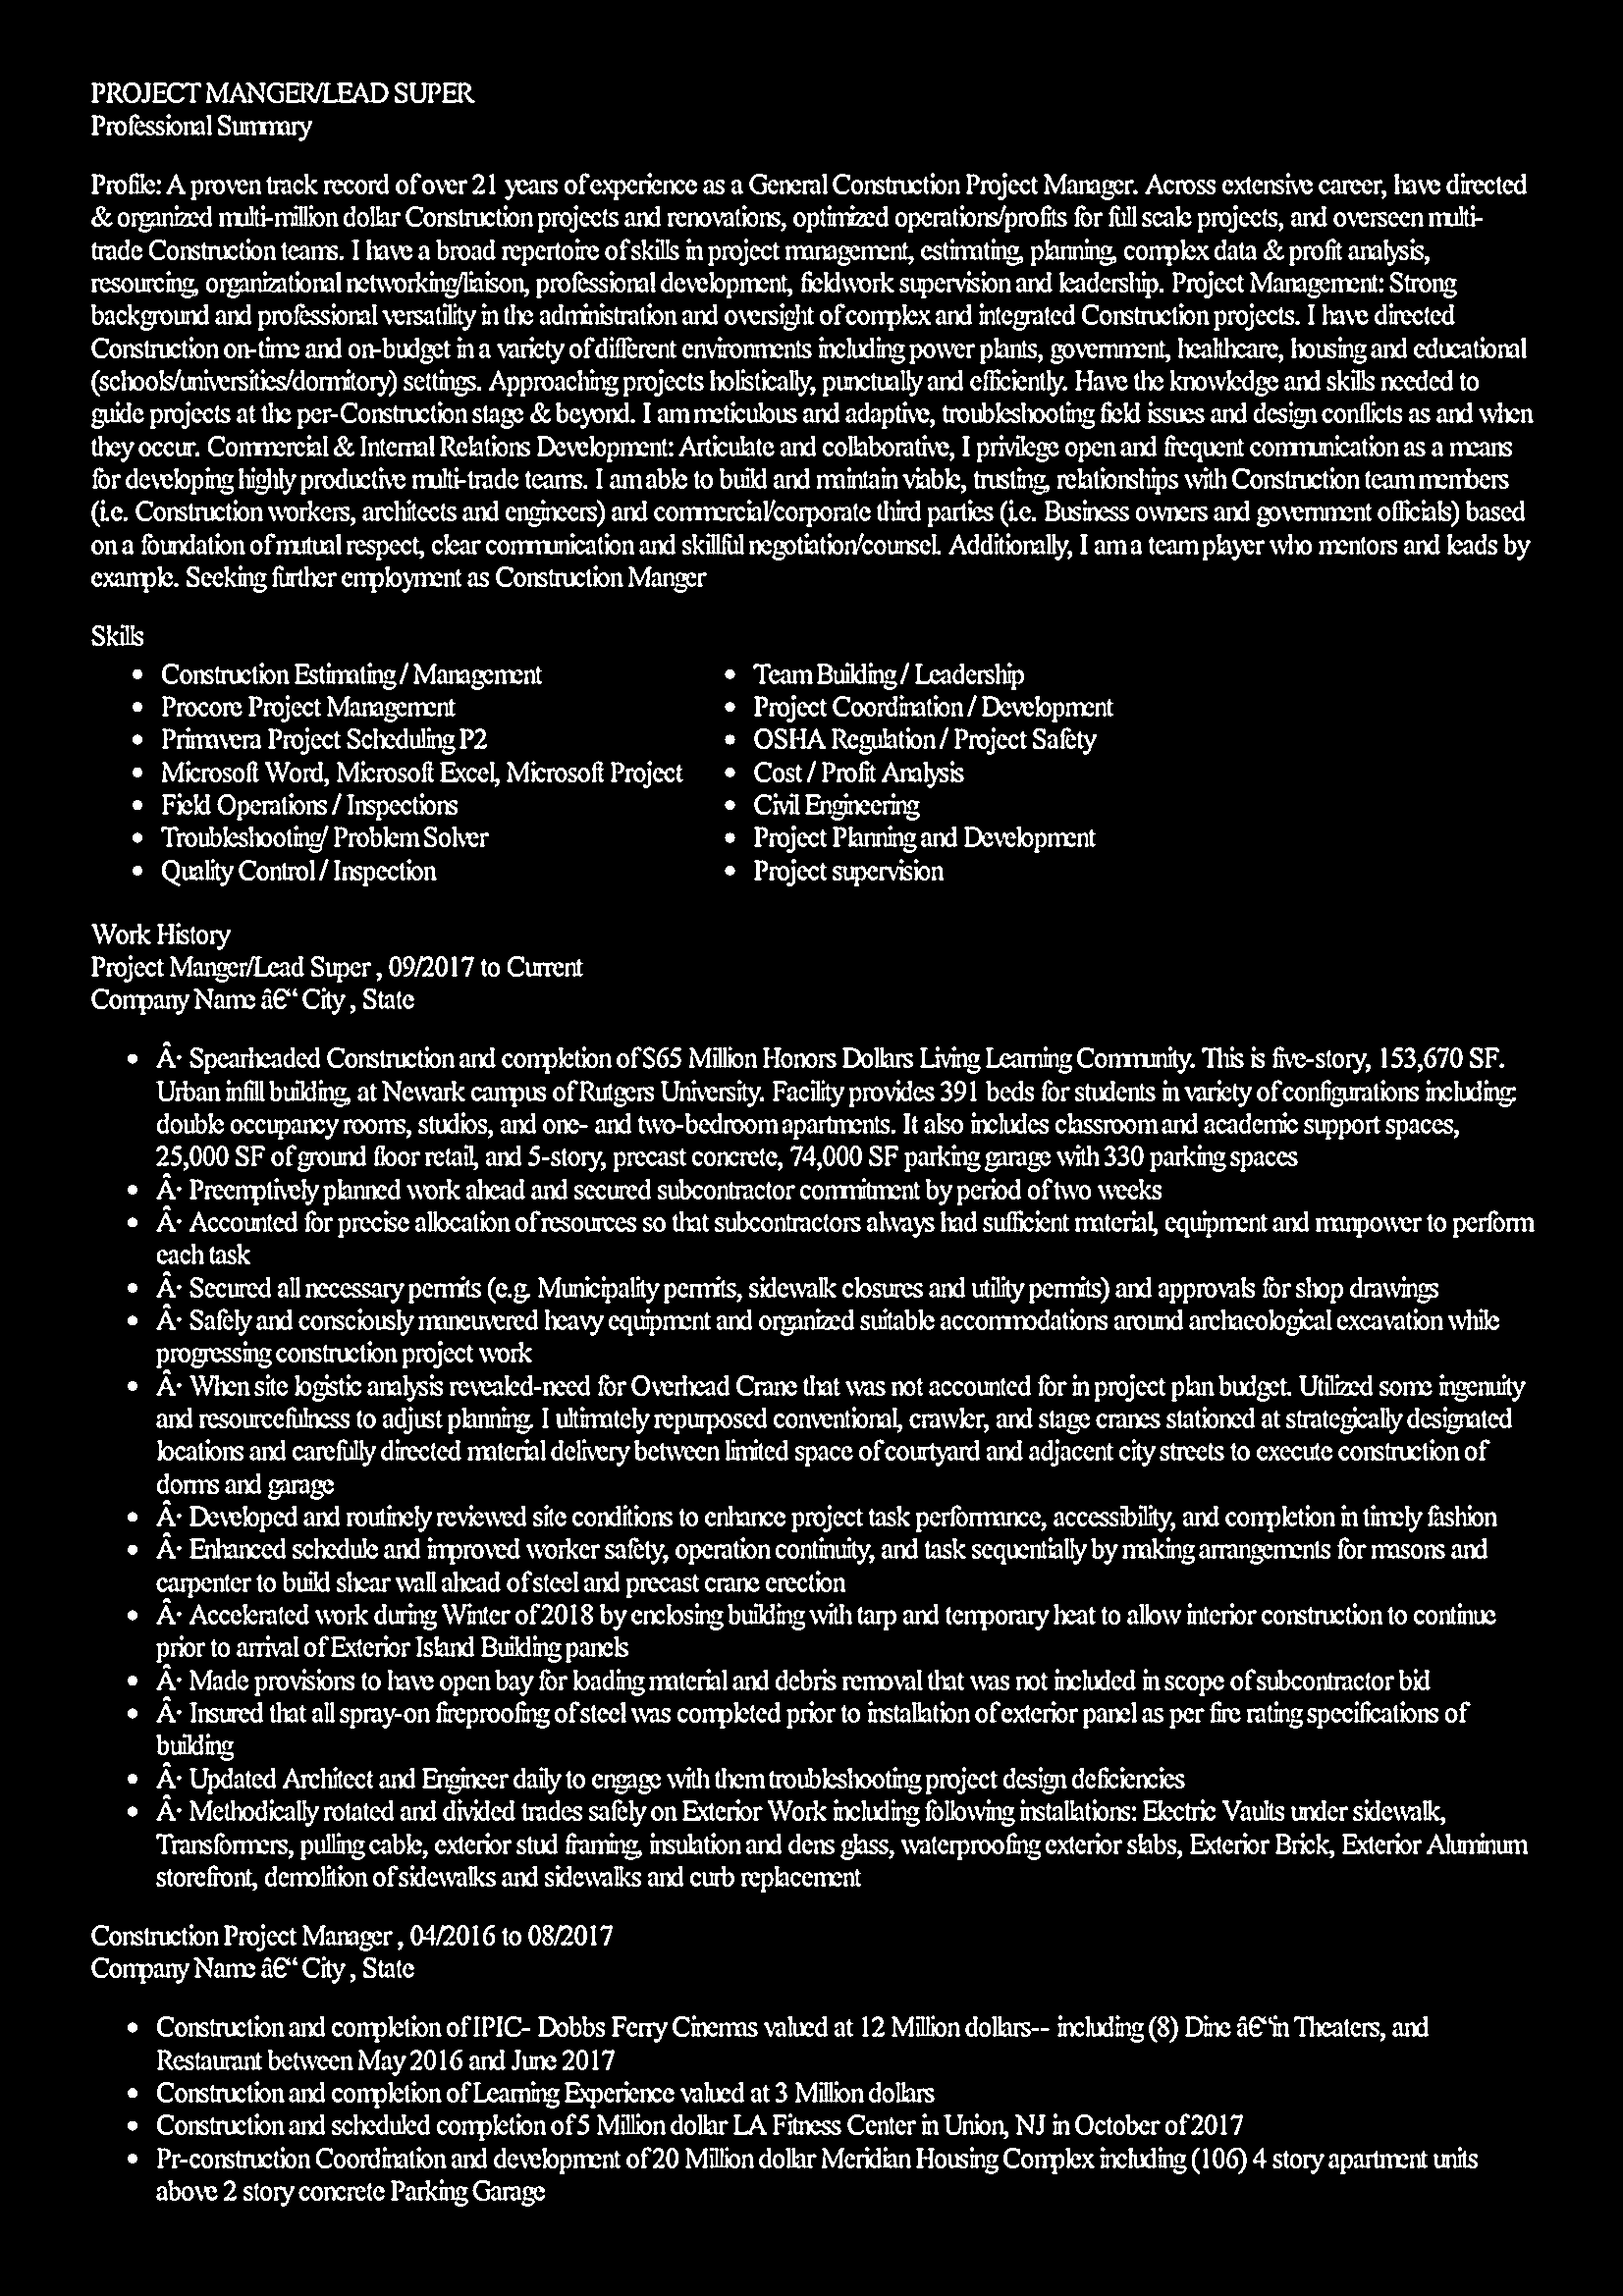 PROJECT MANGER/LEAD SUPER
Professional Summary
Profile: A proven track record of over 21 years of experience as a General Construction Project Manager. Across extensive career, have directed
& organized multi-million dollar Construction projects and renovations, optimized operations/profits for full scale projects, and overseen multi-
trade Construction teams. I have a broad repertoire of skills in project management, estimating, planning, complex data & profit analysis,
resourcing, organizational networking/liaison, professional development, fieldwork supervision and leadership. Project Management: Strong
background and professional versatility in the administration and oversight of complex and integrated Construction projects. I have directed
Construction on-time and on-budget in a variety of different environments including power plants, government, healthcare, housing and educational
(schools/universities/dormitory) settings. Approaching projects holistically, punctually and efficiently. Have the knowledge and skills needed to
guide projects at the per-Construction stage & beyond. I am meticulous and adaptive, troubleshooting field issues and design conflicts as and when
they occur. Commercial & Internal Relations Development: Articulate and collaborative, I privilege open and frequent communication as a means
for developing highly productive multi-trade teams. I am able to build and maintain viable, trusting, relationships with Construction team members
(i.e. Construction workers, architects and engineers) and commercial/corporate third parties (i.e. Business owners and government officials) based
on a foundation of mutual respect, clear communication and skillful negotiation/counsel. Additionally, I am a team player who mentors and leads by
example. Seeking further employment as Construction Manger
Skills
• Construction Estimating / Management
• Procore Project Management
• Primavera Project Scheduling P2
• Microsoft Word, Microsoft Excel, Microsoft Project
• Field Operations / Inspections
• Troubleshooting/ Problem Solver
• Quality Control / Inspection
• Team Building / Leadership
• Project Coordination / Development
• OSHA Regulation / Project Safety
• Cost / Profit Analysis
• Civil Engineering
• Project Planning and Development
• Project supervision
Work History
Project Manger/Lead Super , 09/2017 to Current
Company Name â€“ City , State
• Â· Spearheaded Construction and completion of $65 Million Honors Dollars Living Learning Community. This is five-story, 153,670 SF.
Urban infill building, at Newark campus of Rutgers University. Facility provides 391 beds for students in variety of configurations including:
double occupancy rooms, studios, and one- and two-bedroom apartments. It also includes classroom and academic support spaces,
25,000 SF of ground floor retail, and 5-story, precast concrete, 74,000 SF parking garage with 330 parking spaces
• Â· Preemptively planned work ahead and secured subcontractor commitment by period of two weeks
• Â· Accounted for precise allocation of resources so that subcontractors always had sufficient material, equipment and manpower to perform
each task
• Â· Secured all necessary permits (e.g. Municipality permits, sidewalk closures and utility permits) and approvals for shop drawings
• Â· Safely and consciously maneuvered heavy equipment and organized suitable accommodations around archaeological excavation while
progressing construction project work
• Â· When site logistic analysis revealed-need for Overhead Crane that was not accounted for in project plan budget. Utilized some ingenuity
and resourcefulness to adjust planning. I ultimately repurposed conventional, crawler, and stage cranes stationed at strategically designated
locations and carefully directed material delivery between limited space of courtyard and adjacent city streets to execute construction of
dorms and garage
• Â· Developed and routinely reviewed site conditions to enhance project task performance, accessibility, and completion in timely fashion
• Â· Enhanced schedule and improved worker safety, operation continuity, and task sequentially by making arrangements for masons and
carpenter to build shear wall ahead of steel and precast crane erection
• Â· Accelerated work during Winter of 2018 by enclosing building with tarp and temporary heat to allow interior construction to continue
prior to arrival of Exterior Island Building panels
• Â· Made provisions to have open bay for loading material and debris removal that was not included in scope of subcontractor bid
• Â· Insured that all spray-on fireproofing of steel was completed prior to installation of exterior panel as per fire rating specifications of
building
• Â· Updated Architect and Engineer daily to engage with them troubleshooting project design deficiencies
• Â· Methodically rotated and divided trades safely on Exterior Work including following installations: Electric Vaults under sidewalk,
Transformers, pulling cable, exterior stud framing, insulation and dens glass, waterproofing exterior slabs, Exterior Brick, Exterior Aluminum
storefront, demolition of sidewalks and sidewalks and curb replacement
Construction Project Manager , 04/2016 to 08/2017
Company Name â€“ City , State
• Construction and completion of IPIC- Dobbs Ferry Cinemas valued at 12 Million dollars-- including (8) Dine â€“in Theaters, and
Restaurant between May 2016 and June 2017
• Construction and completion of Learning Experience valued at 3 Million dollars
• Construction and scheduled completion of 5 Million dollar LA Fitness Center in Union, NJ in October of 2017
• Pr-construction Coordination and development of 20 Million dollar Meridian Housing Complex including (106) 4 story apartment units
above 2 story concrete Parking Garage